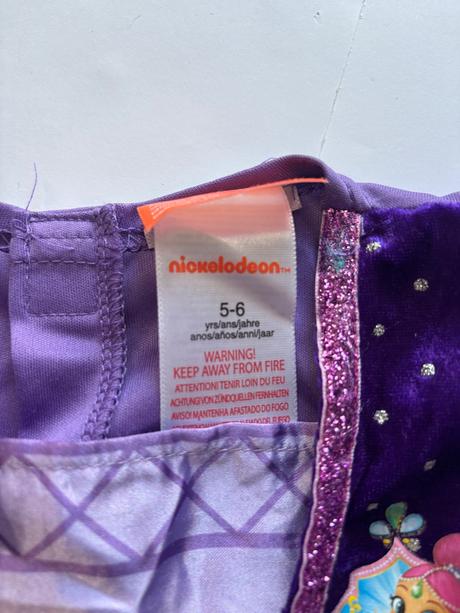 nickelodeon™
5-6
yrs/ans/jahre
anos/años/anni/jaar
WARNING!
KEEP AWAY FROM FIRE
ATTENTION! TENIR LOIN DU FEU
ACHTUNG! VON ZÜNDQUELLEN FERNHALTEN
AVISO! MANTENHA AFASTADO DO FOGO